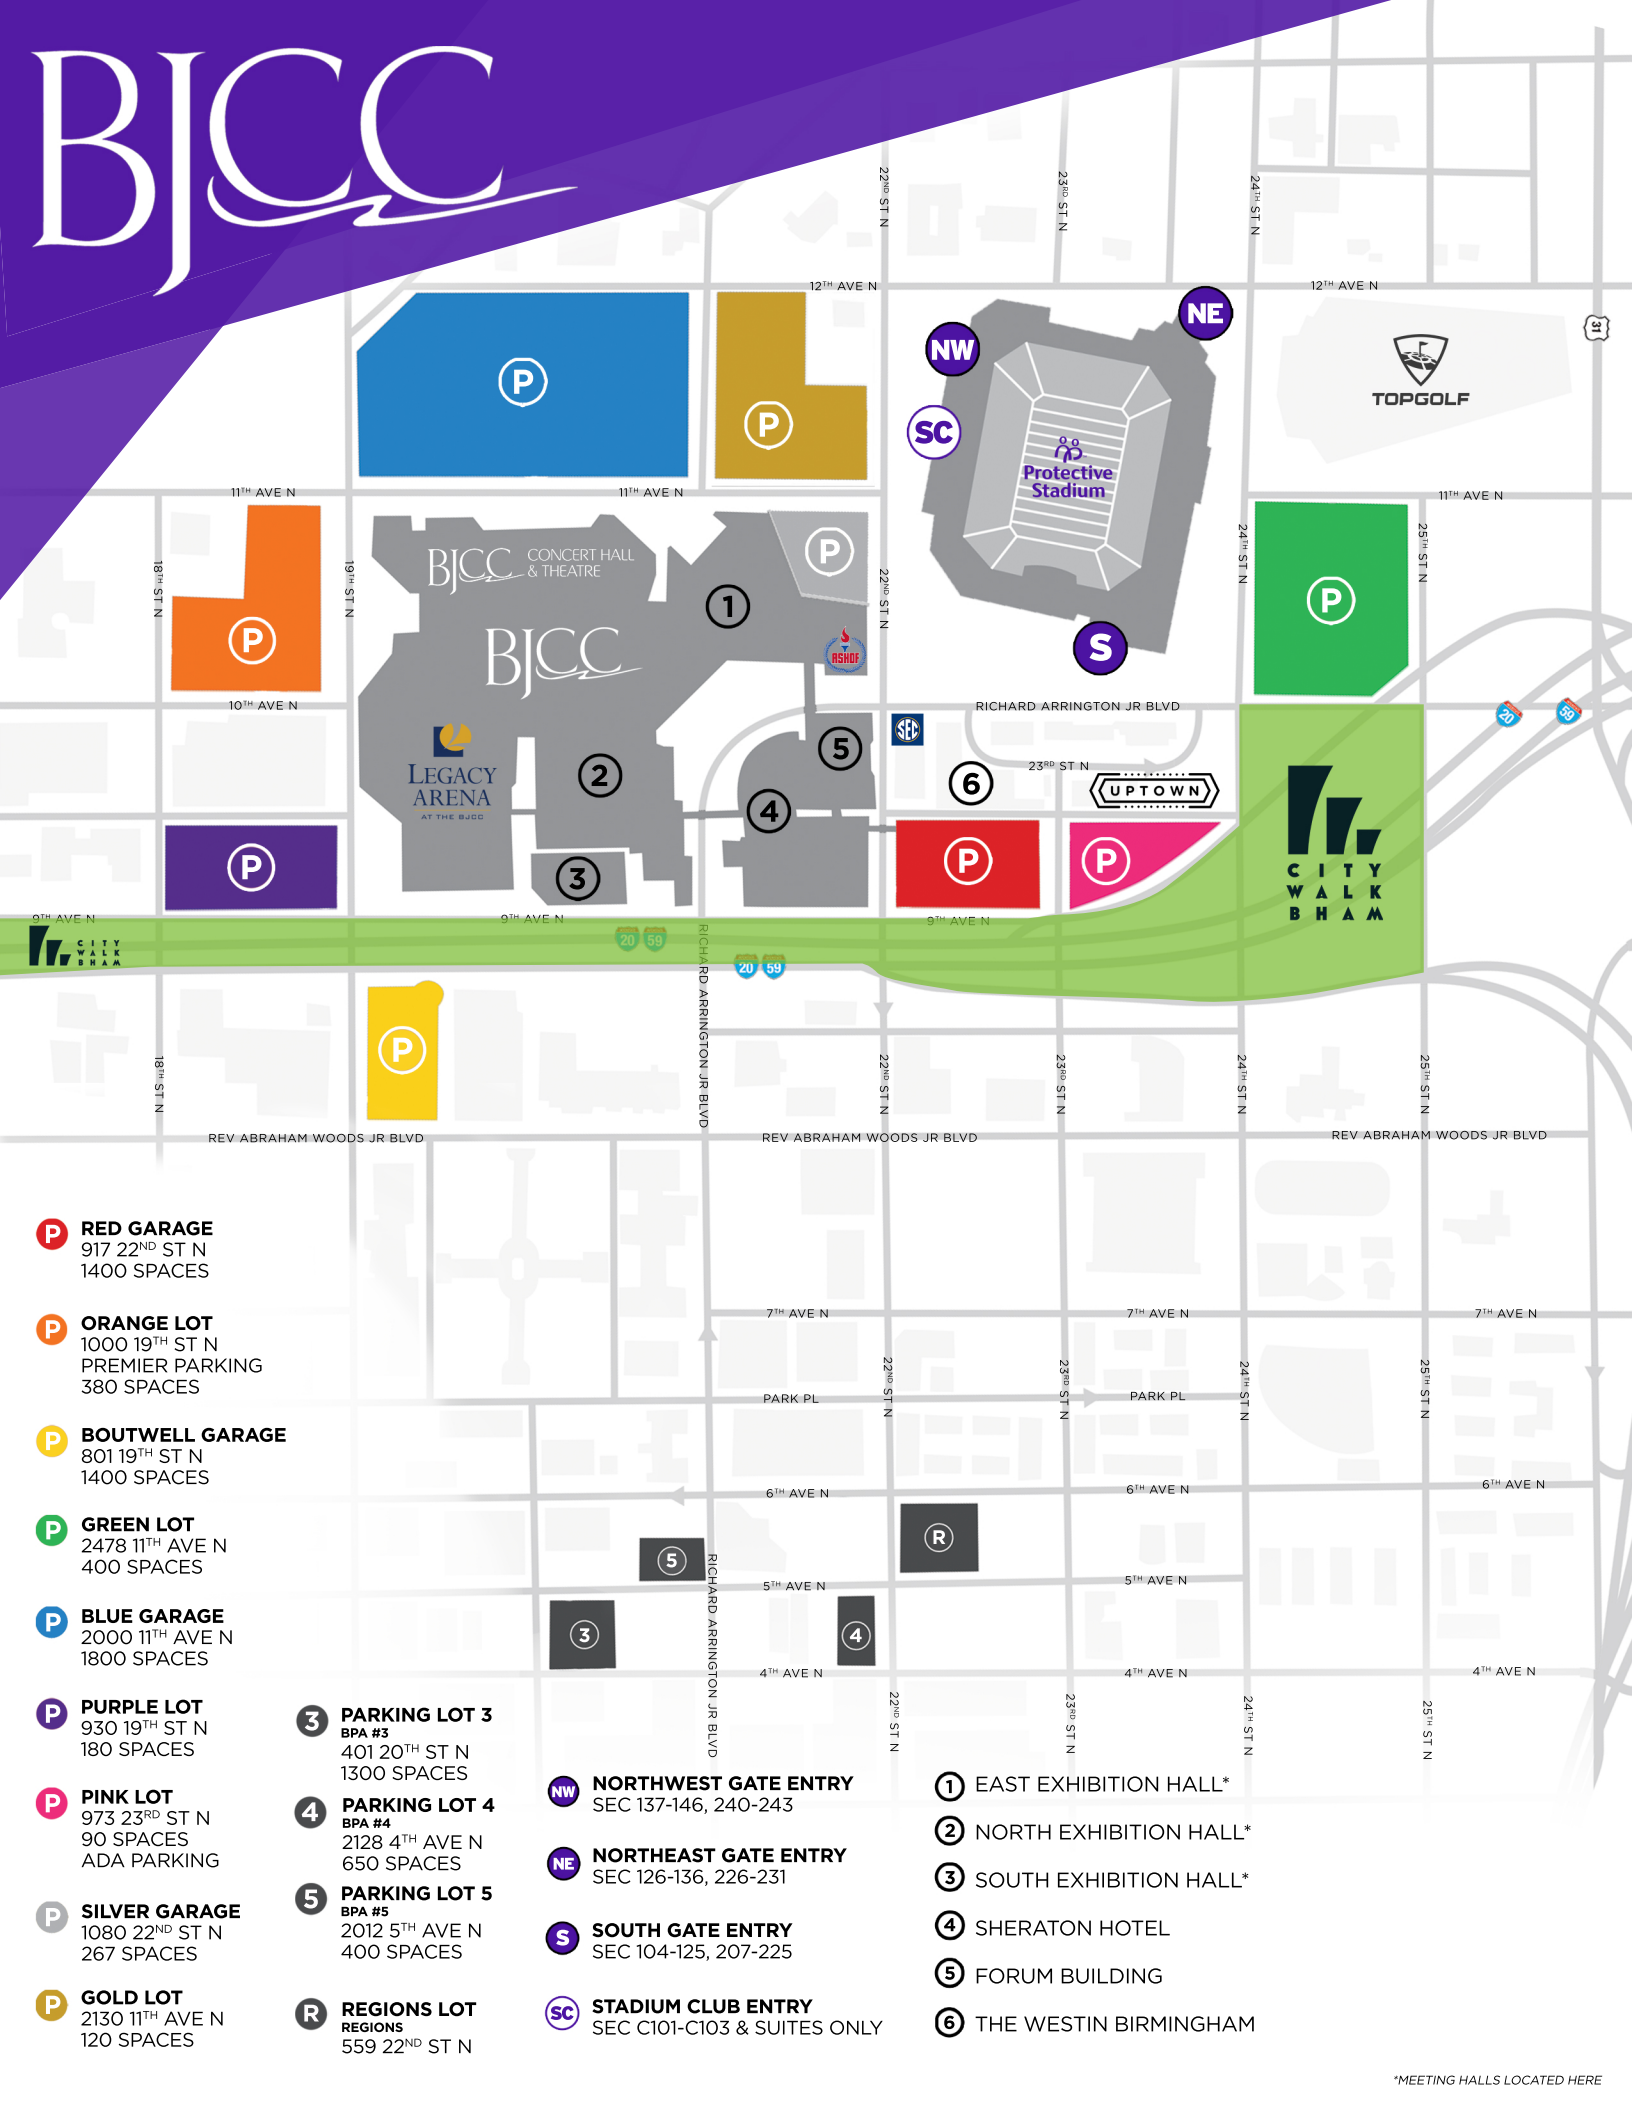 BJCC
22ND ST N
23RD ST N
24TH ST N
12TH AVE N
12TH AVE N
NE
NW
SC
31
TOPGOLF
P
P
Protective
Stadium
11TH AVE N
11TH AVE N
11TH AVE N
BJCC CONCERT HALL
& THEATRE
P
18TH ST N
19TH ST N
22ND ST N
24TH ST N
25TH ST N
1
P
P
S
ASHOF
BJCC
10TH AVE N
RICHARD ARRINGTON JR BLVD
20
59
SEC
LEGACY
ARENA
AT THE BJCC
2
5
4
6
23RD ST N
UPTOWN
P
3
P
P
CITY
WALK
BHAM
9TH AVE N
9TH AVE N
9TH AVE N
CITY
WALK
BHAM
20 59
20 59
RICHARD ARRINGTON JR BLVD
P
18TH ST N
22ND ST N
23RD ST N
24TH ST N
25TH ST N
REV ABRAHAM WOODS JR BLVD
REV ABRAHAM WOODS JR BLVD
REV ABRAHAM WOODS JR BLVD
7TH AVE N
7TH AVE N
7TH AVE N
22ND ST N
23RD ST N
24TH ST N
25TH ST N
PARK PL
PARK PL
6TH AVE N
6TH AVE N
6TH AVE N
R
5
RICHARD ARRINGTON JR BLVD
5TH AVE N
5TH AVE N
3
4
4TH AVE N
4TH AVE N
4TH AVE N
22ND ST N
23RD ST N
24TH ST N
25TH ST N
P RED GARAGE
917 22ND ST N
1400 SPACES
P ORANGE LOT
1000 19TH ST N
PREMIER PARKING
380 SPACES
P BOUTWELL GARAGE
801 19TH ST N
1400 SPACES
P GREEN LOT
2478 11TH AVE N
400 SPACES
P BLUE GARAGE
2000 11TH AVE N
1800 SPACES
P PURPLE LOT
930 19TH ST N
180 SPACES
P PINK LOT
973 23RD ST N
90 SPACES
ADA PARKING
P SILVER GARAGE
1080 22ND ST N
267 SPACES
P GOLD LOT
2130 11TH AVE N
120 SPACES
3 PARKING LOT 3
BPA #3
401 20TH ST N
1300 SPACES
4 PARKING LOT 4
BPA #4
2128 4TH AVE N
650 SPACES
5 PARKING LOT 5
BPA #5
2012 5TH AVE N
400 SPACES
R REGIONS LOT
REGIONS
559 22ND ST N
NW NORTHWEST GATE ENTRY
SEC 137-146, 240-243
NE NORTHEAST GATE ENTRY
SEC 126-136, 226-231
S SOUTH GATE ENTRY
SEC 104-125, 207-225
SC STADIUM CLUB ENTRY
SEC C101-C103 & SUITES ONLY
1 EAST EXHIBITION HALL*
2 NORTH EXHIBITION HALL*
3 SOUTH EXHIBITION HALL*
4 SHERATON HOTEL
5 FORUM BUILDING
6 THE WESTIN BIRMINGHAM
*MEETING HALLS LOCATED HERE